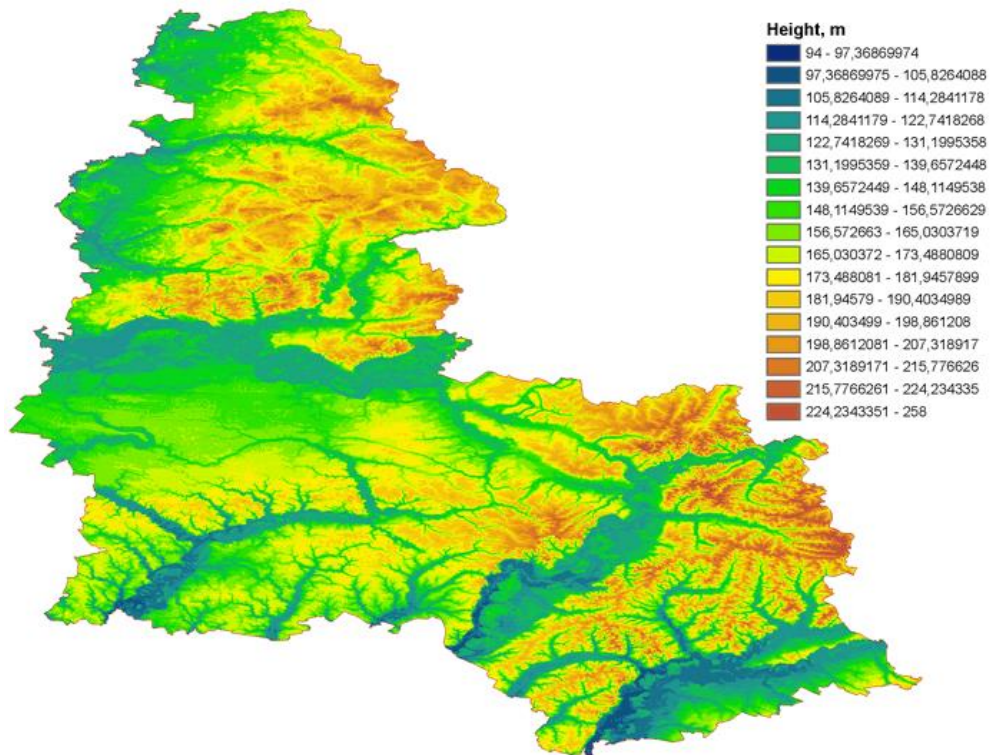 Height, m
94 - 97,36869974
97,36869975 - 105,8264088
105,8264089 - 114,2841178
114,2841179 - 122,7418268
122,7418269 - 131,1995358
131,1995359 - 139,6572448
139,6572449 - 148,1149538
148,1149539 - 156,5726629
156,572663 - 165,0303719
165,030372 - 173,4880809
173,488081 - 181,9457899
181,94579 - 190,4034989
190,403499 - 198,861208
198,8612081 - 207,318917
207,3189171 - 215,776626
215,7766261 - 224,234335
224,2343351 - 258